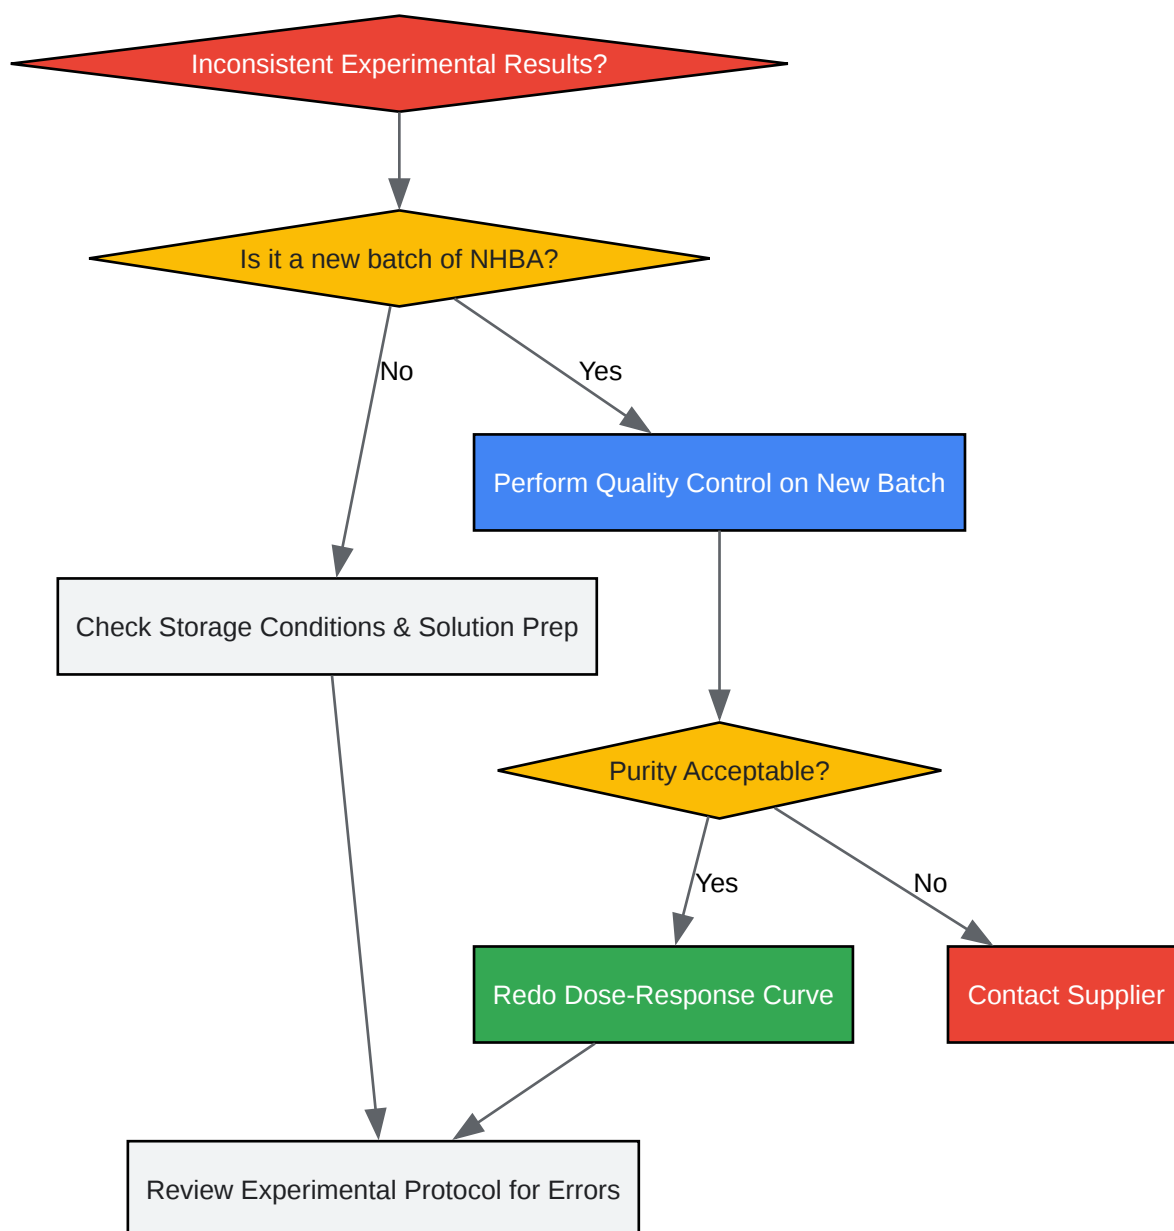 Inconsistent Experimental Results?
Is it a new batch of NHBA?
No
Yes
Perform Quality Control on New Batch
Check Storage Conditions & Solution Prep
Purity Acceptable?
Yes
No
Redo Dose-Response Curve
Contact Supplier
Review Experimental Protocol for Errors